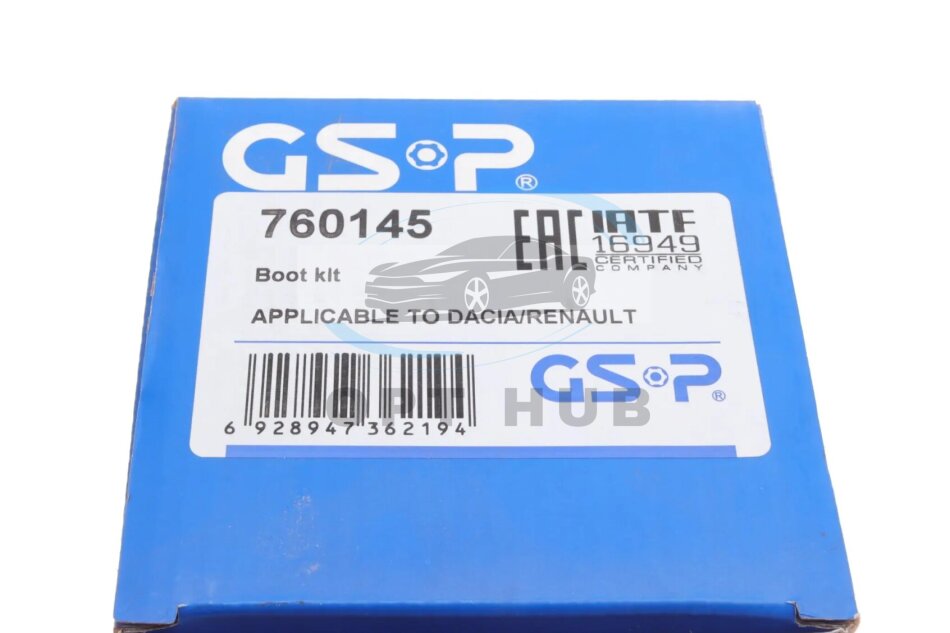 GSP®
760145
EAC
IATF
16949
CERTIFIED
COMPANY
Boot kit
APPLICABLE TO DACIA/RENAULT
GSP®
6 928947 362194
OPT HUB